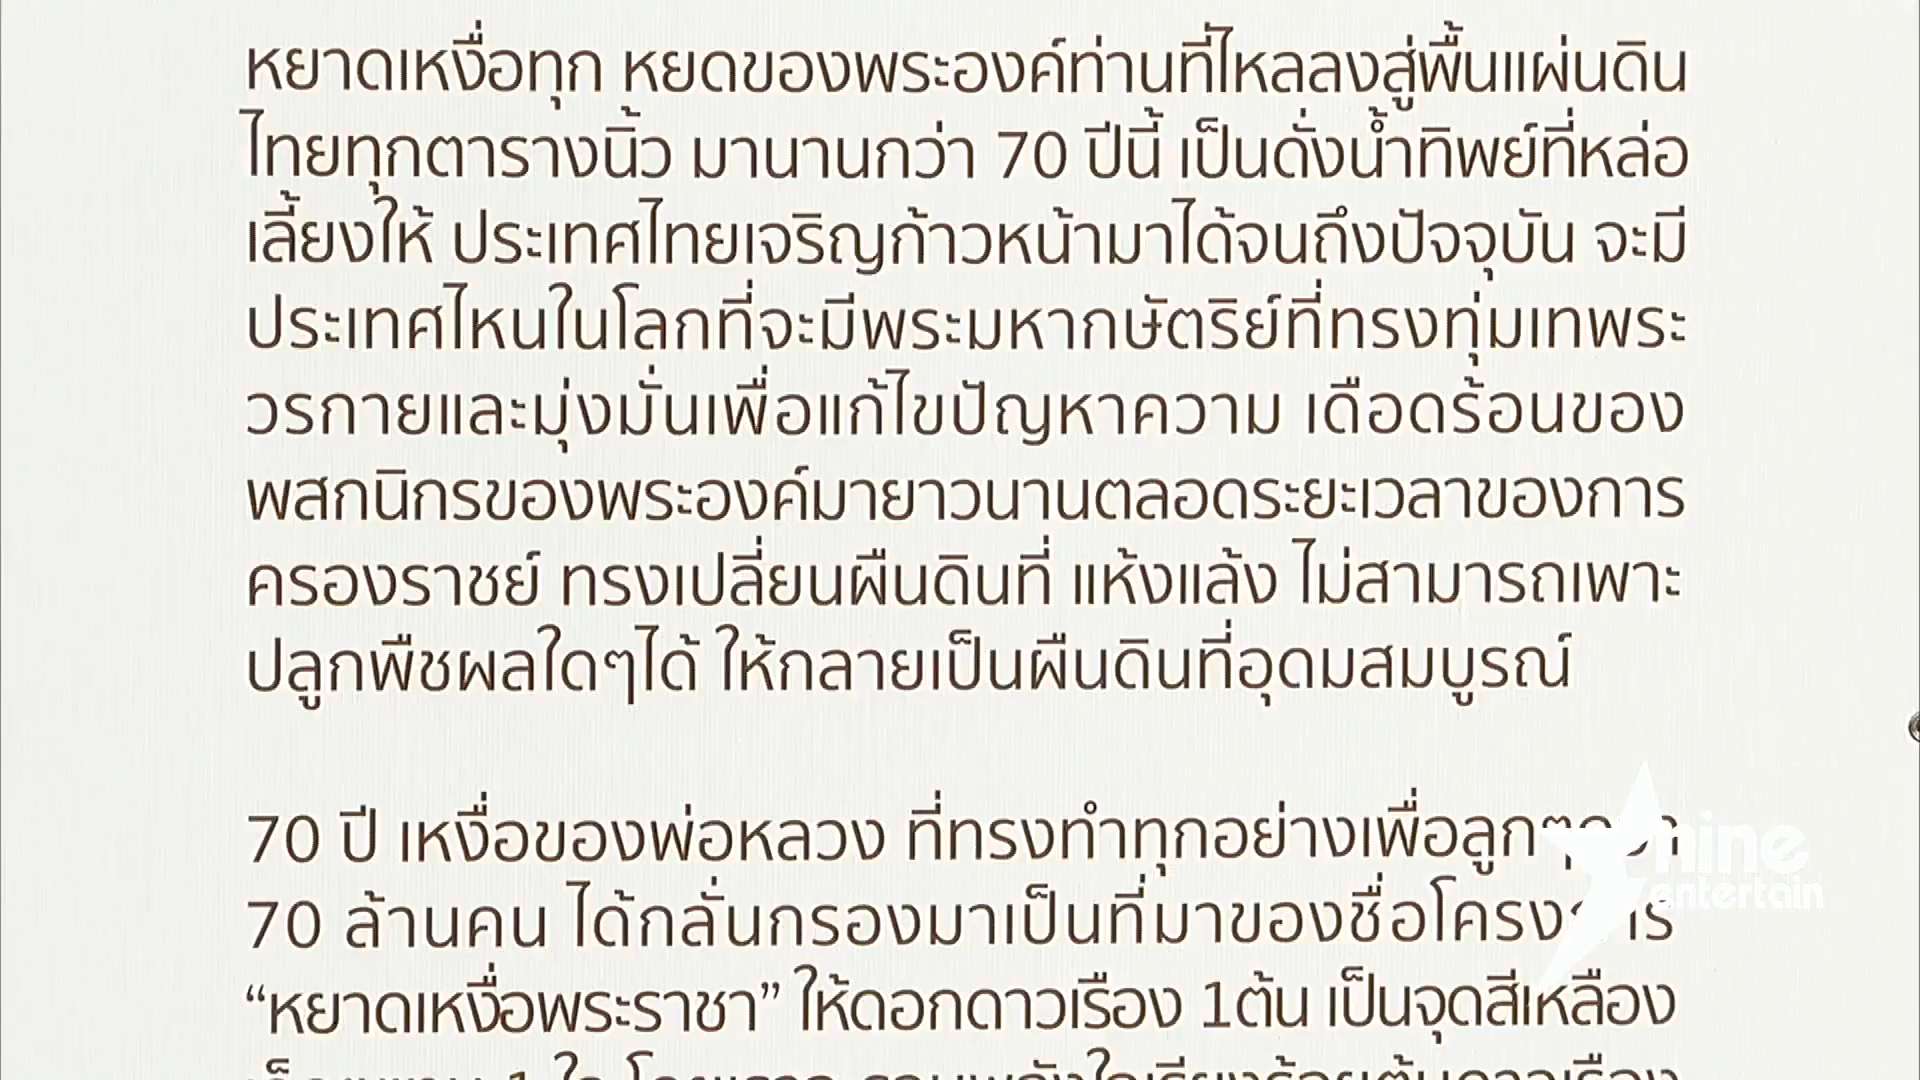 หยาดเหงื่อทุก หยดของพระองค์ท่านที่ไหลลงสู่พื้นแผ่นดิน
ไทยทุกตารางนิ้ว มานานกว่า 70 ปีนี้ เป็นดั่งน้ำทิพย์ที่หล่อ
เลี้ยงให้ ประเทศไทยเจริญก้าวหน้ามาได้จนถึงปัจจุบัน จะมี
ประเทศไหนในโลกที่จะมีพระมหากษัตริย์ที่ทรงทุ่มเทพระ
วรกายและมุ่งมั่นเพื่อแก้ไขปัญหาความ เดือดร้อนของ
พสกนิกรของพระองค์มายาวนานตลอดระยะเวลาของการ
ครองราชย์ ทรงเปลี่ยนผืนดินที่ แห้งแล้ง ไม่สามารถเพาะ
ปลูกพืชผลใดๆได้ ให้กลายเป็นผืนดินที่อุดมสมบูรณ์
70 ปี เหงื่อของพ่อหลวง ที่ทรงทำทุกอย่างเพื่อลูกๆ
70 ล้านคน ได้กลั่นกรองมาเป็นที่มาของชื่อโครงการ
“หยาดเหงื่อพระราชา” ให้ดอกดาวเรือง 1ต้น เป็นจุดสีเหลือง
nine
entertain